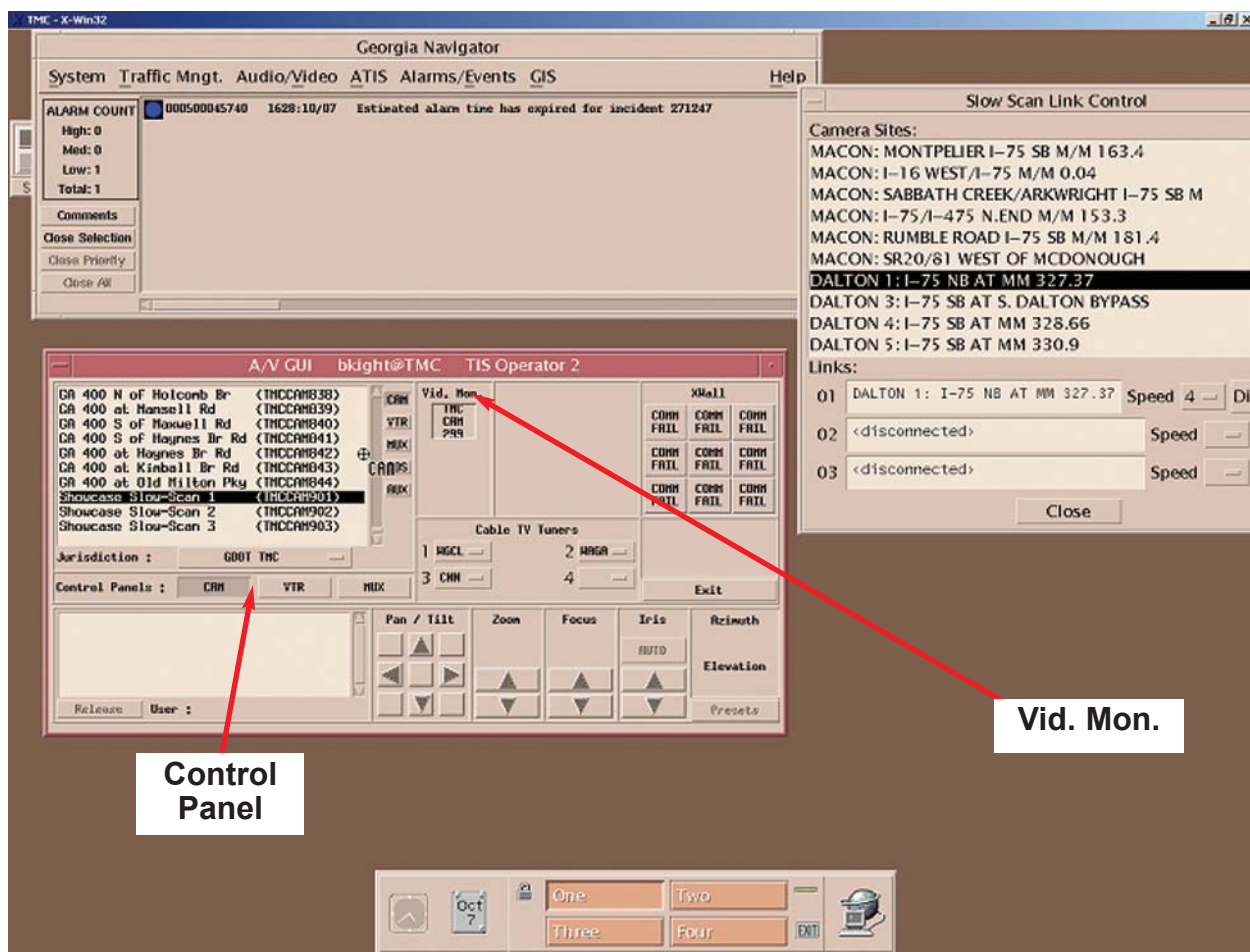 TMC - X-Win32
Georgia Navigator
System Traffic Mngt. Audio/Video ATIS Alarms/Events GIS Help
ALARM COUNT
High: 0
Med: 0
Low: 1
Total: 1
000500045740 1628:10/07 Estimated alarm time has expired for incident 271247
Comments
Close Selection
Close Priority
Close All
S
Slow Scan Link Control
Camera Sites:
MACON: MONTPELIER I-75 SB M/M 163.4
MACON: I-16 WEST/I-75 M/M 0.04
MACON: SABBATH CREEK/ARKWRIGHT I-75 SB M
MACON: I-75/I-475 N.END M/M 153.3
MACON: RUMBLE ROAD I-75 SB M/M 181.4
MACON: SR20/81 WEST OF MCDONOUGH
DALTON 1: I-75 NB AT MM 327.37
DALTON 3: I-75 SB AT S. DALTON BYPASS
DALTON 4: I-75 SB AT MM 328.66
DALTON 5: I-75 SB AT MM 330.9
Links:
01 DALTON 1: I-75 NB AT MM 327.37 Speed 4 Di
02 <disconnected> Speed
03 <disconnected> Speed
Close
A/V GUI bkight@TMC TIS Operator 2
GA 400 N of Holcomb Br (TMCCAM838)
GA 400 at Mansell Rd (TMCCAM839)
GA 400 S of Maxwell Rd (TMCCAM840)
GA 400 S of Haynes Br Rd (TMCCAM841)
GA 400 at Haynes Br Rd (TMCCAM842)
GA 400 at Kimball Br Rd (TMCCAM843)
GA 400 at Old Milton Pky (TMCCAM844)
Showcase Slow-Scan 1 (TMCCAM901)
Showcase Slow-Scan 2 (TMCCAM902)
Showcase Slow-Scan 3 (TMCCAM903)
CAM
VTR
MUX
AUX
Vid. Mon.
TMC
CAM
299
XWall
COMM FAIL COMM FAIL COMM FAIL
COMM FAIL COMM FAIL COMM FAIL
COMM FAIL COMM FAIL COMM FAIL
Jurisdiction : GDOT TMC
Cable TV Tuners
1 WGCL 2 WAGA
3 CNN 4
Control Panels : CAM VTR MUX
Exit
Pan / Tilt Zoom Focus Iris Azimuth
AUTO
Elevation
Release User :
Presets
Control
Panel
Vid. Mon.
Oct
7
One Two
Three Four
EXIT